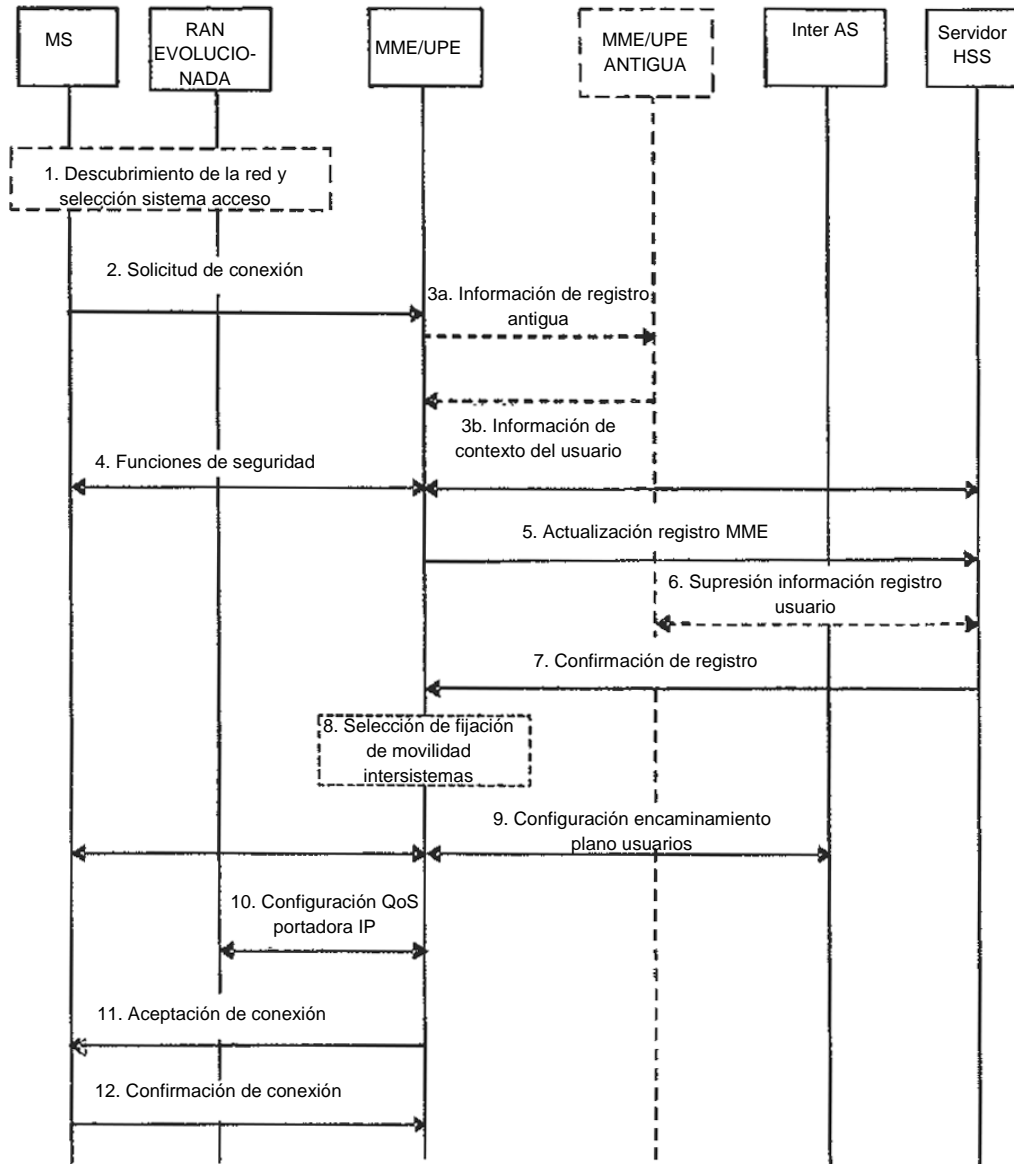 MS
RAN
EVOLUCIO-
NADA
MME/UPE
MME/UPE
ANTIGUA
Inter AS
Servidor
HSS
1. Descubrimiento de la red y
selección sistema acceso
2. Solicitud de conexión
3a. Información de registro
antigua
3b. Información de
contexto del usuario
4. Funciones de seguridad
5. Actualización registro MME
6. Supresión información registro
usuario
7. Confirmación de registro
8. Selección de fijación
de movilidad
intersistemas
9. Configuración encaminamiento
plano usuarios
10. Configuración QoS
portadora IP
11. Aceptación de conexión
12. Confirmación de conexión